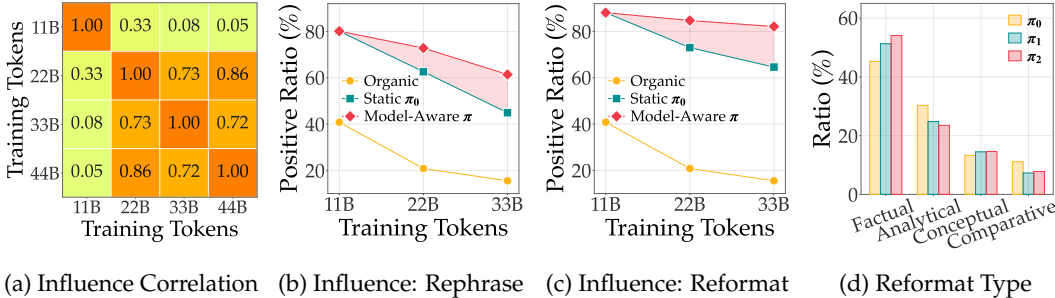 Training Tokens
11B
22B
33B
44B
1.00 0.33 0.08 0.05
0.33 1.00 0.73 0.86
0.08 0.73 1.00 0.72
0.05 0.86 0.72 1.00
11B 22B 33B 44B
Training Tokens
(a) Influence Correlation
Positive Ratio (%)
100
80
60
40
20
Organic
Static π₀
Model-Aware π
11B 22B 33B
Training Tokens
(b) Influence: Rephrase
Positive Ratio (%)
80
60
40
20
Organic
Static π₀
Model-Aware π
11B 22B 33B
Training Tokens
(c) Influence: Reformat
Ratio (%)
60
40
20
0
π₀
π₁
π₂
Factual
Analytical
Conceptual
Comparative
(d) Reformat Type